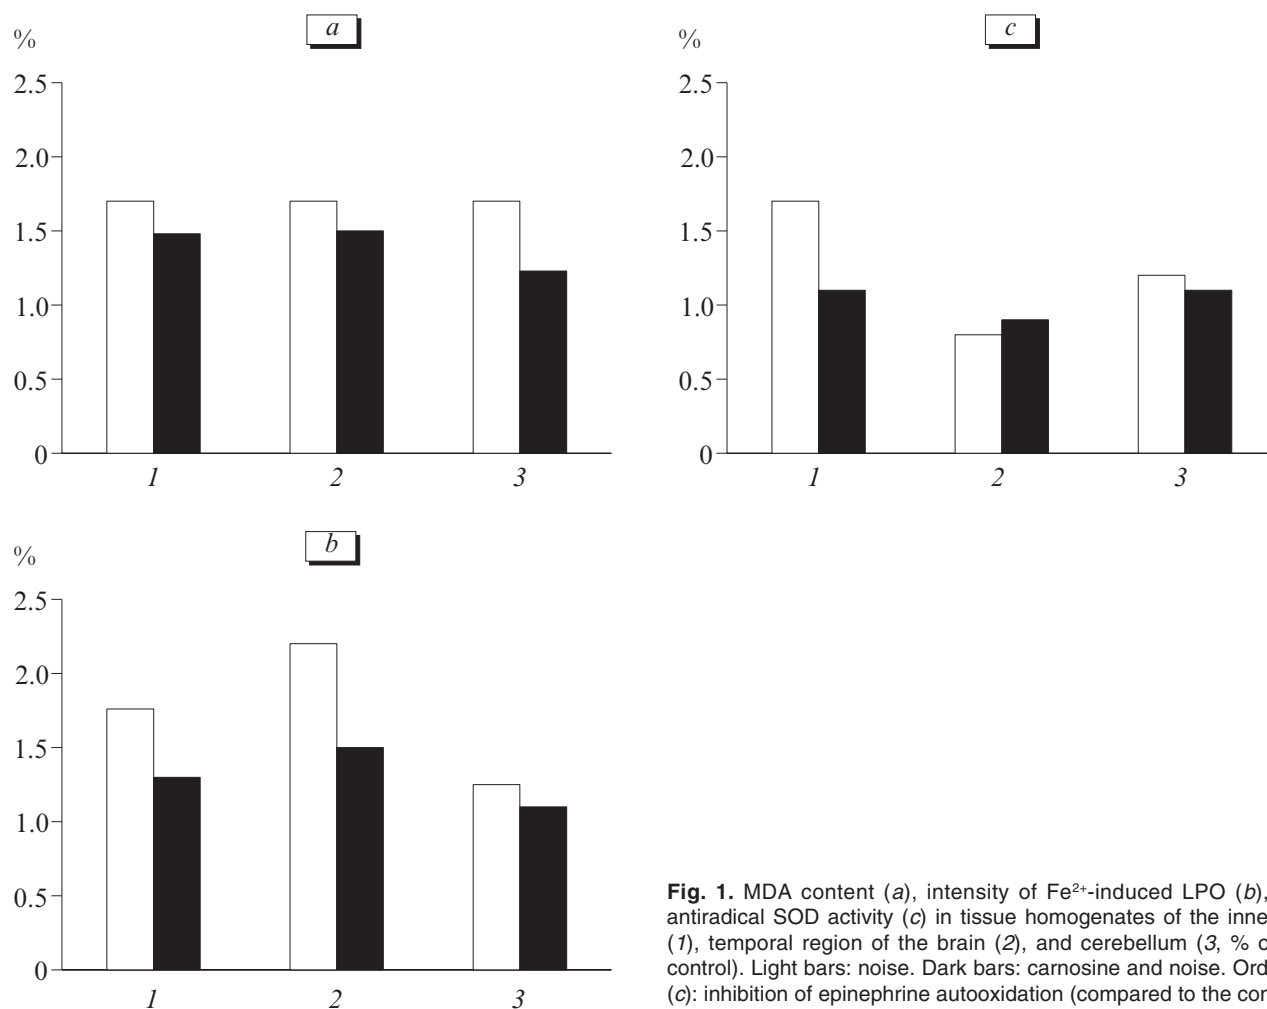 a
%
2.5
2.0
1.5
1.0
0.5
0
1 2 3
c
%
2.5
2.0
1.5
1.0
0.5
0
1 2 3
b
%
2.5
2.0
1.5
1.0
0.5
0
1 2 3
Fig. 1. MDA content (a), intensity of Fe²⁺-induced LPO (b),
antiradical SOD activity (c) in tissue homogenates of the inne
(1), temporal region of the brain (2), and cerebellum (3, % o
control). Light bars: noise. Dark bars: carnosine and noise. Ord
(c): inhibition of epinephrine autooxidation (compared to the con